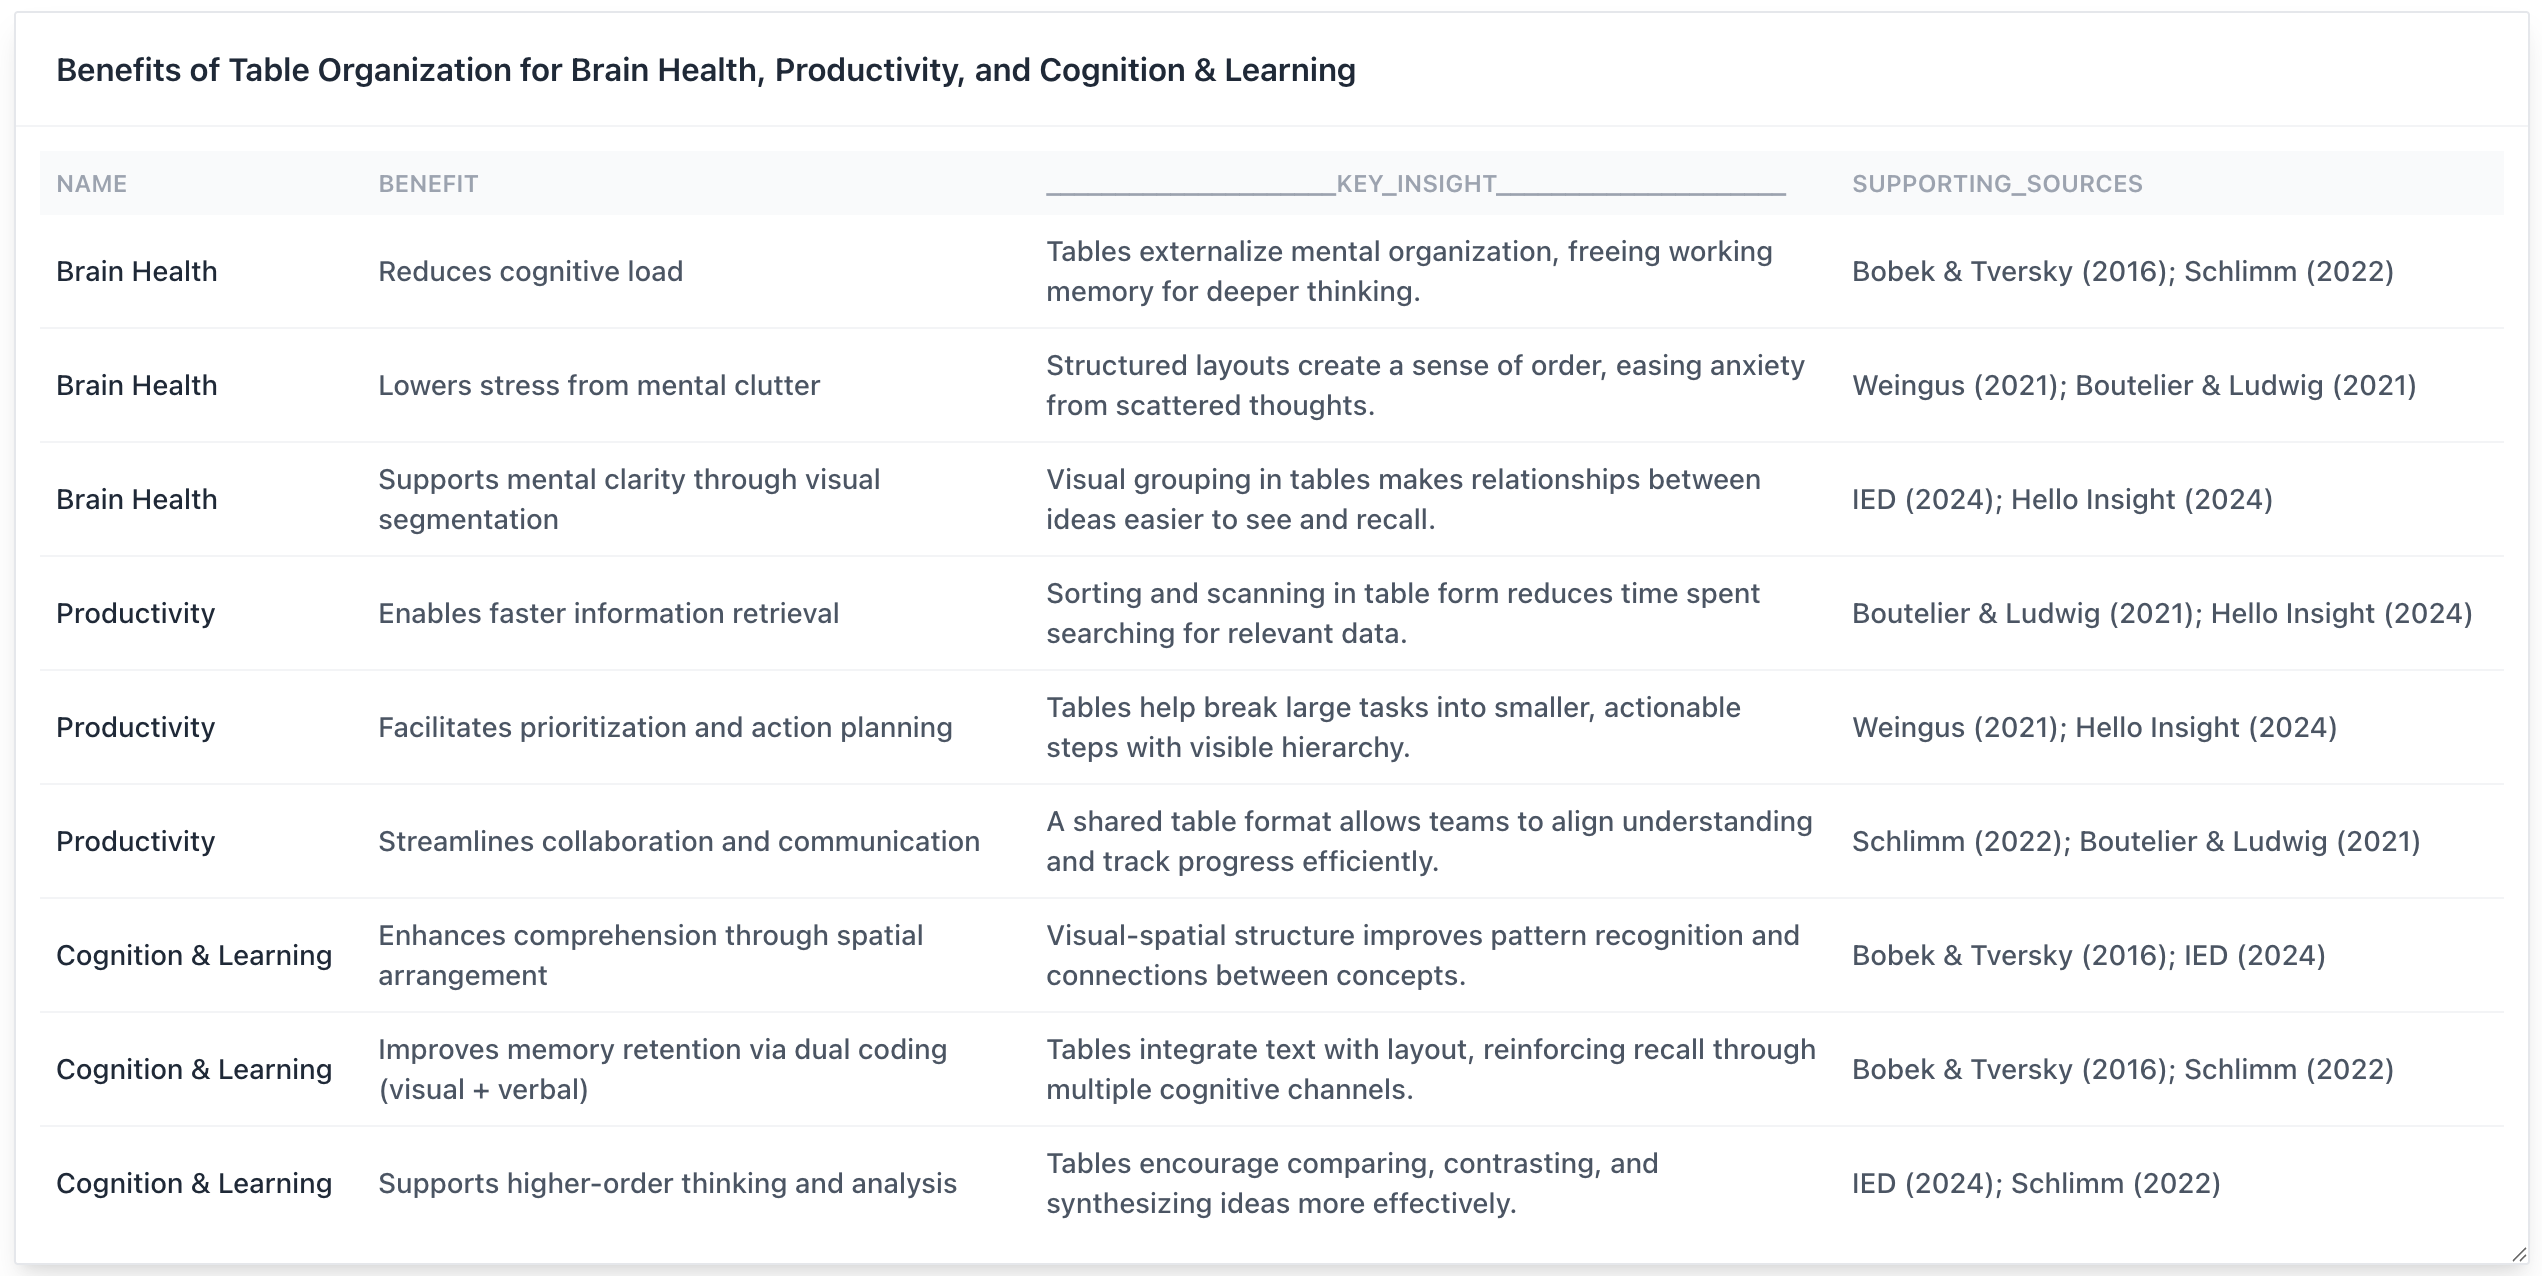 Benefits of Table Organization for Brain Health, Productivity, and Cognition & Learning
NAME BENEFIT _____________________KEY_INSIGHT_____________________ SUPPORTING_SOURCES
Brain Health Reduces cognitive load Tables externalize mental organization, freeing working
memory for deeper thinking. Bobek & Tversky (2016); Schlimm (2022)
Brain Health Lowers stress from mental clutter Structured layouts create a sense of order, easing anxiety
from scattered thoughts. Weingus (2021); Boutelier & Ludwig (2021)
Brain Health Supports mental clarity through visual
segmentation Visual grouping in tables makes relationships between
ideas easier to see and recall. IED (2024); Hello Insight (2024)
Productivity Enables faster information retrieval Sorting and scanning in table form reduces time spent
searching for relevant data. Boutelier & Ludwig (2021); Hello Insight (2024)
Productivity Facilitates prioritization and action planning Tables help break large tasks into smaller, actionable
steps with visible hierarchy. Weingus (2021); Hello Insight (2024)
Productivity Streamlines collaboration and communication A shared table format allows teams to align understanding
and track progress efficiently. Schlimm (2022); Boutelier & Ludwig (2021)
Cognition & Learning Enhances comprehension through spatial
arrangement Visual-spatial structure improves pattern recognition and
connections between concepts. Bobek & Tversky (2016); IED (2024)
Cognition & Learning Improves memory retention via dual coding
(visual + verbal) Tables integrate text with layout, reinforcing recall through
multiple cognitive channels. Bobek & Tversky (2016); Schlimm (2022)
Cognition & Learning Supports higher-order thinking and analysis Tables encourage comparing, contrasting, and
synthesizing ideas more effectively. IED (2024); Schlimm (2022)